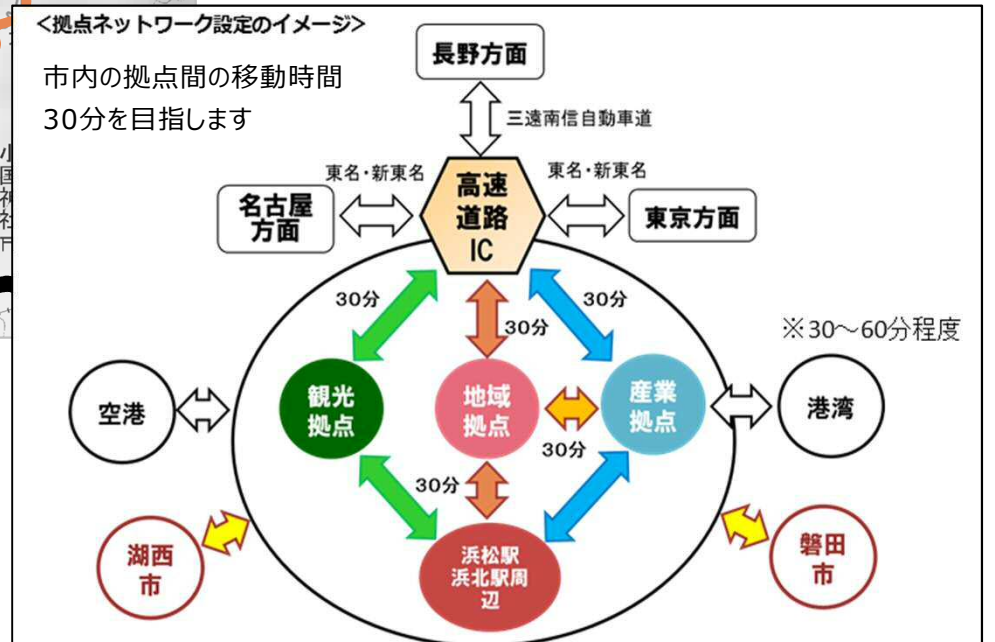 <拠点ネットワーク設定のイメージ>
市内の拠点間の移動時間
30分を目指します
長野方面
三遠南信自動車道
東名・新東名
東名・新東名
名古屋
方面
高速
道路
IC
東京方面
30分
30分
30分
※30～60分程度
空港
観光
拠点
地域
拠点
産業
拠点
港湾
30分
30分
湖西
市
浜松駅
浜北駅周
辺
磐田
市
小
国
神
社
下